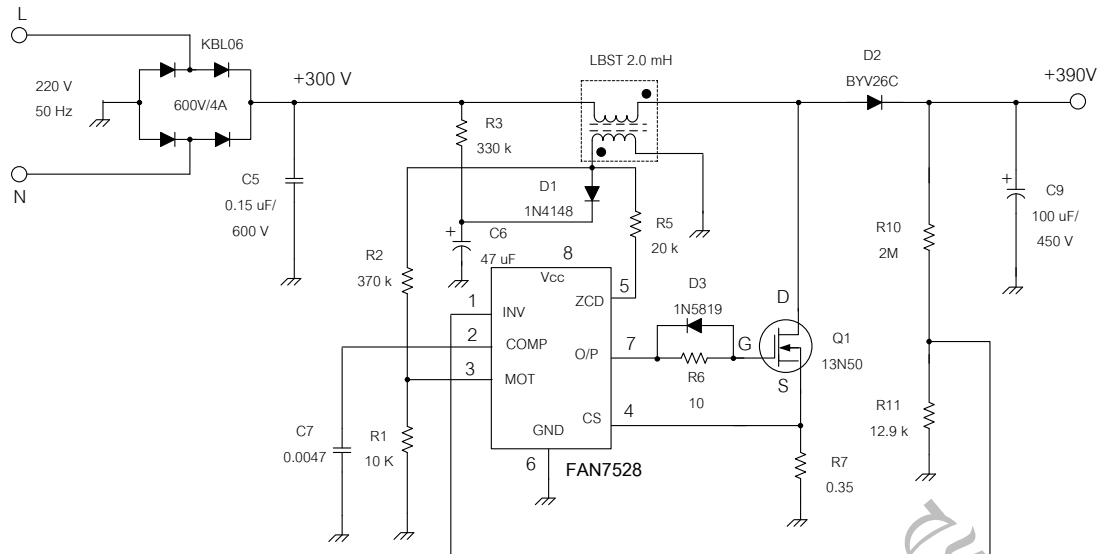 L
KBL06
220 V
50 Hz
600V/4A
N
+300 V
LBST 2.0 mH
D2
BYV26C
+390V
R3
330 k
C5
0.15 uF/
600 V
D1
1N4148
R5
20 k
+
C6
47 uF
R2
370 k
+
C9
100 uF/
450 V
R10
2M
8
Vcc
5
ZCD
1
INV
2
COMP
3
MOT
7
O/P
4
CS
GND
6
FAN7528
D3
1N5819
R6
10
G
D
S
Q1
13N50
C7
0.0047
R1
10 K
R7
0.35
R11
12.9 k